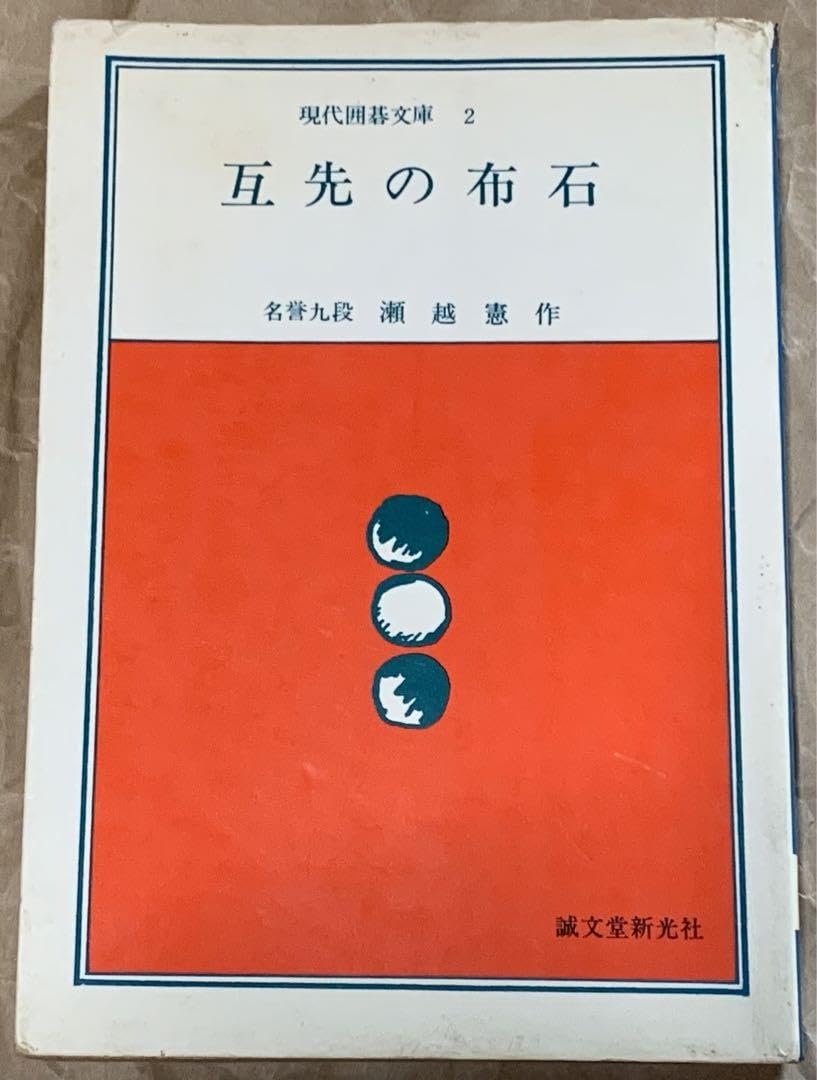 現代囲碁文庫 2
互先の布石
名誉九段 瀬越憲作
誠文堂新光社